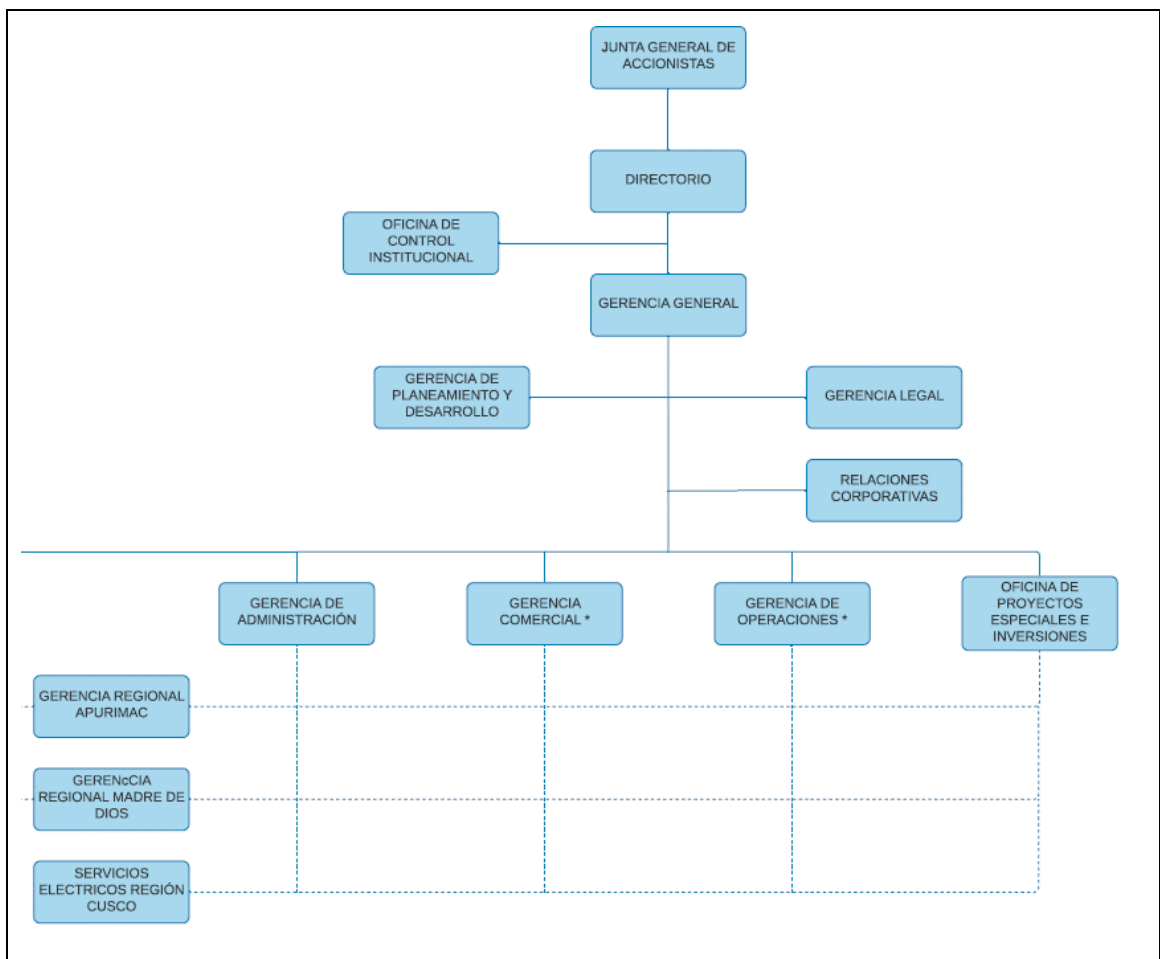 JUNTA GENERAL DE
ACCIONISTAS
DIRECTORIO
OFICINA DE
CONTROL
INSTITUCIONAL
GERENCIA GENERAL
GERENCIA DE
PLANEAMIENTO Y
DESARROLLO
GERENCIA LEGAL
RELACIONES
CORPORATIVAS
GERENCIA DE
ADMINISTRACIÓN
GERENCIA
COMERCIAL *
GERENCIA DE
OPERACIONES *
OFICINA DE
PROYECTOS
ESPECIALES E
INVERSIONES
GERENCIA REGIONAL
APURIMAC
GERENcCIA
REGIONAL MADRE DE
DIOS
SERVICIOS
ELECTRICOS REGIÓN
CUSCO